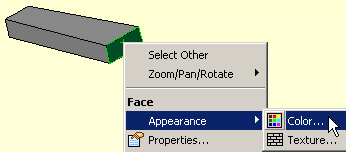 Select Other
Zoom/Pan/Rotate
Face
Appearance
Color...
Properties...
Texture...